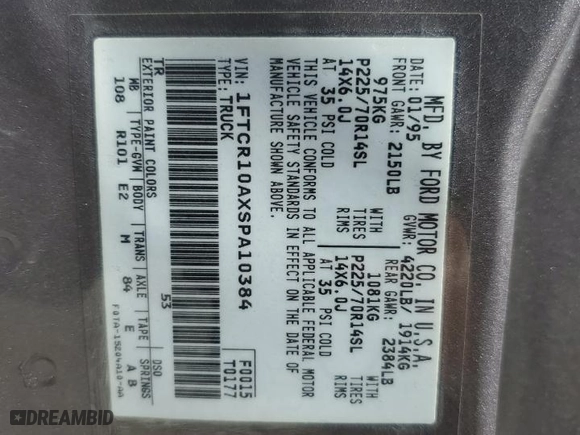 MFD. BY FORD MOTOR CO. IN U.S.A.
DATE: 01/95 GVWR: 4220LB/ 1914KG
FRONT GAWR: 2150LB REAR GAWR: 2384LB
975KG WITH 1081KG WITH
P225/70R14SL TIRES P225/70R14SL TIRES
14X6.0J RIMS 14X6.0J RIMS
AT 35 PSI COLD AT 35 PSI COLD
THIS VEHICLE CONFORMS TO ALL APPLICABLE FEDERAL MOTOR
VEHICLE SAFETY STANDARDS IN EFFECT ON THE DATE OF
MANUFACTURE SHOWN ABOVE.
VIN: 1FTCR10AXSPA10384
TYPE: TRUCK
F0015
T0177
EXTERIOR PAINT COLORS 53 DSO
TR
WB TYPE-GVM BODY TRANS AXLE TAPE SPRINGS
108 R101 E2 M 84 E A B
F0TA-15204A10-AA
DREAMBID